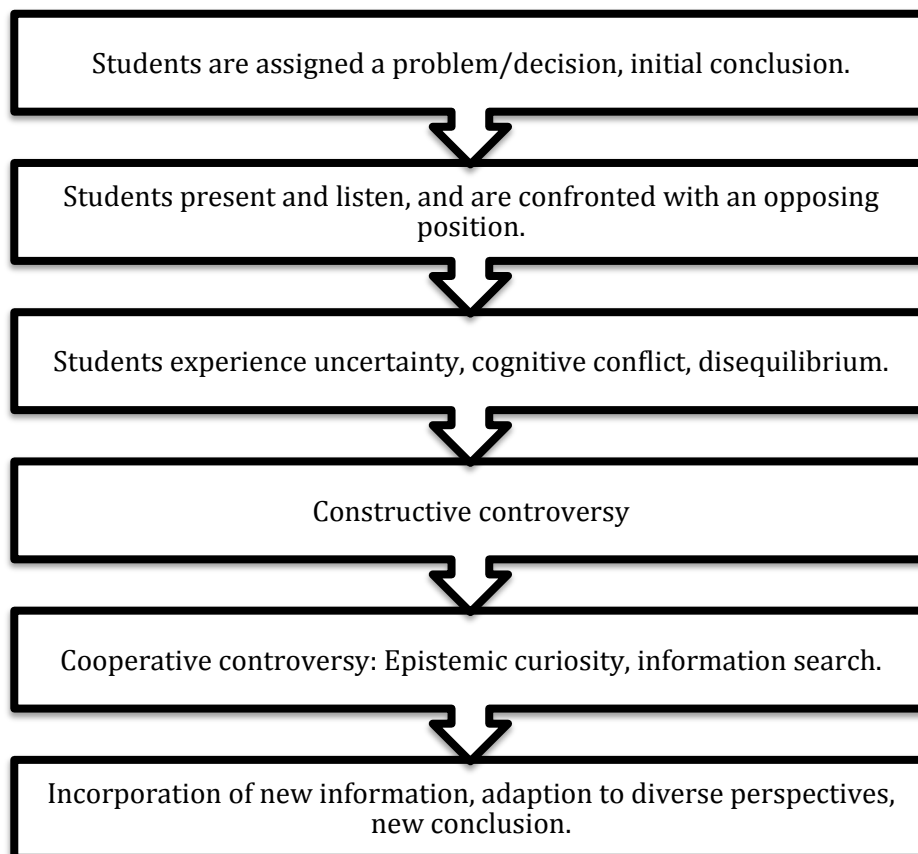 Students are assigned a problem/decision, initial conclusion.
Students present and listen, and are confronted with an opposing
position.
Students experience uncertainty, cognitive conflict, disequilibrium.
Constructive controversy
Cooperative controversy: Epistemic curiosity, information search.
Incorporation of new information, adaption to diverse perspectives,
new conclusion.